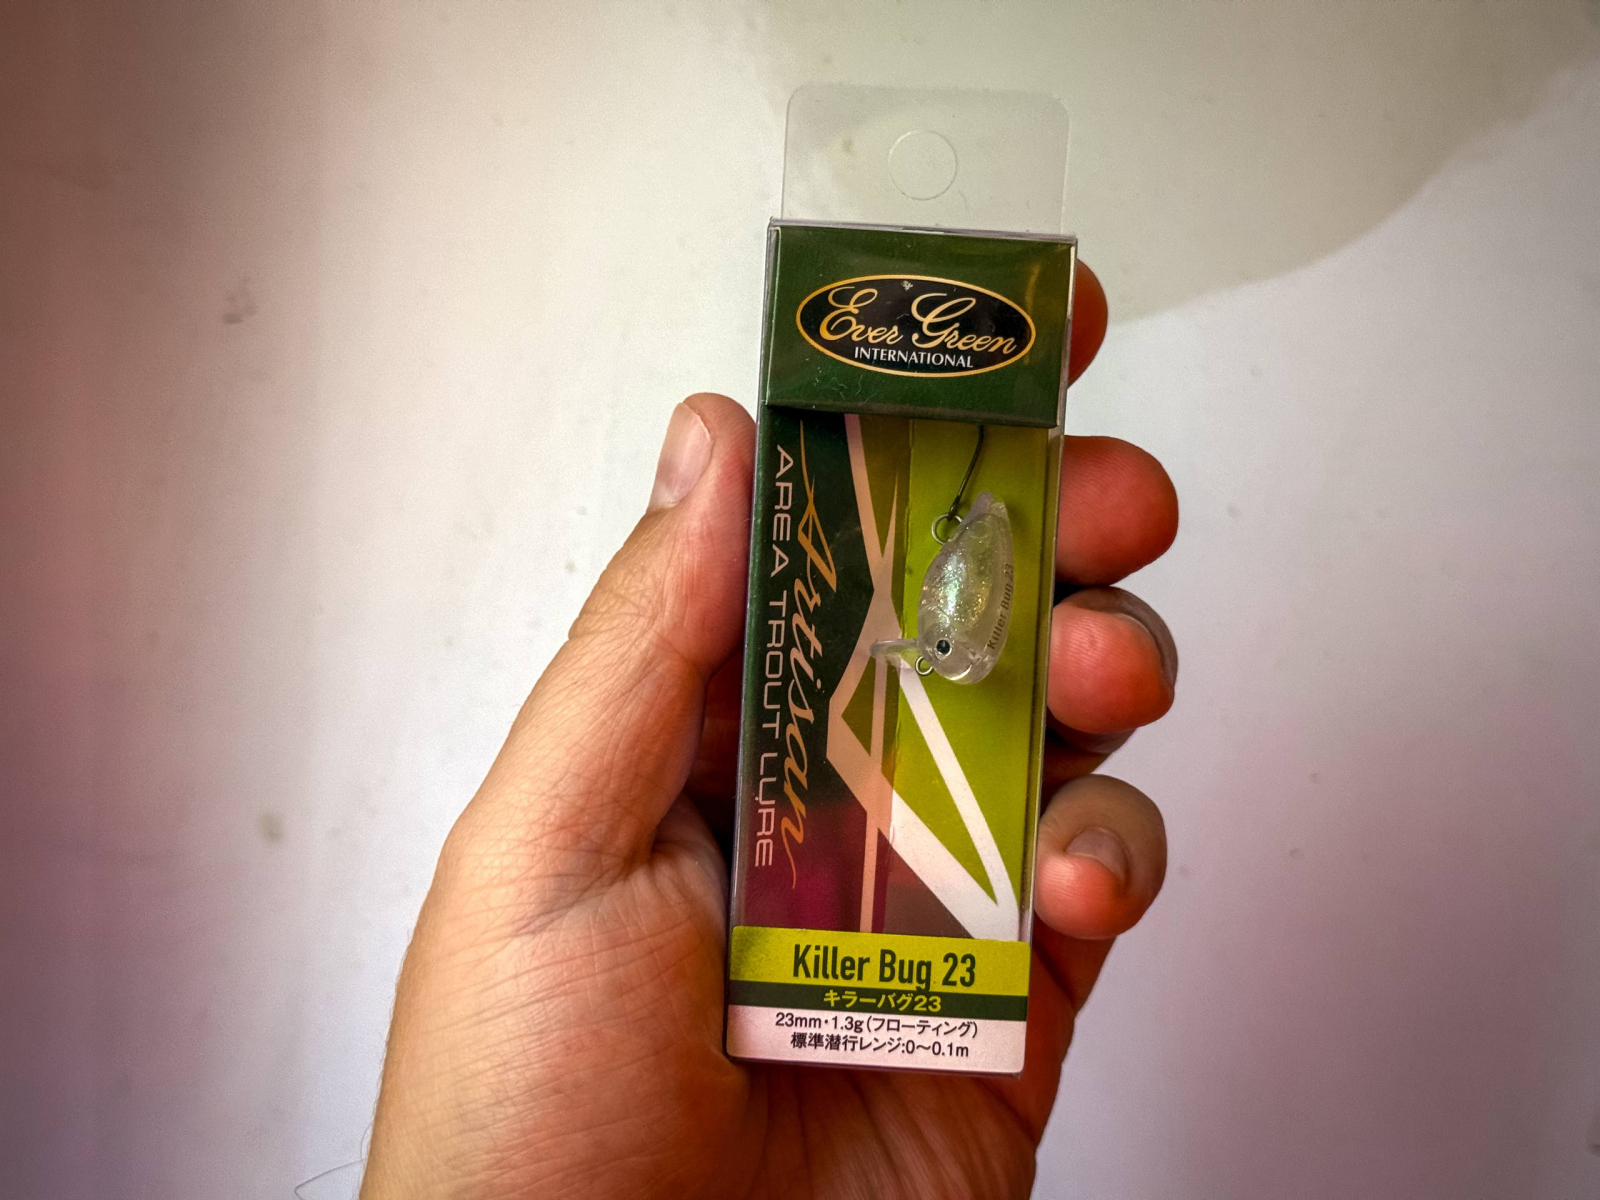 Ever Green
INTERNATIONAL
AREA TROUT LURE
Artisan
Killer Bug 23
Killer Bug 23
キラーバグ23
23mm・1.3g(フローティング)
標準潜行レンジ:0～0.1m